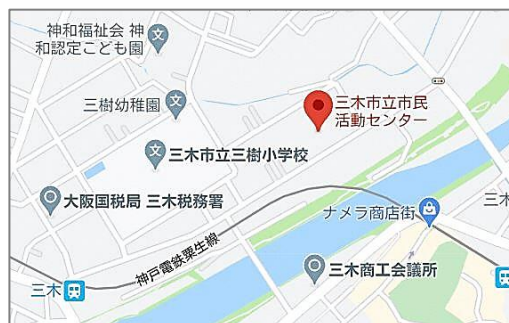 神和福祉会 神
和認定こども園
三樹幼稚園
三木市立市民
活動センター
三木市立三樹小学校
大阪国税局 三木税務署
ナメラ商店街
三木
神戸電鉄粟生線
三木商工会議所
三木